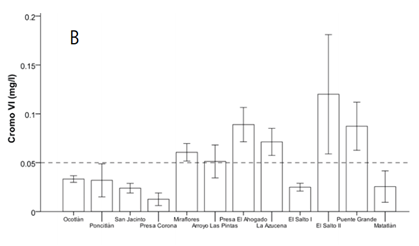 B
Cromo VI (mg/l)
0.2
0.15
0.1
0.05
0
Ocotlán San Jacinto Miraflores Presa El Ahogado El Salto I Puente Grande
Poncitlán Presa Corona Arroyo Las Pintas La Azucena El Salto II Matatlán